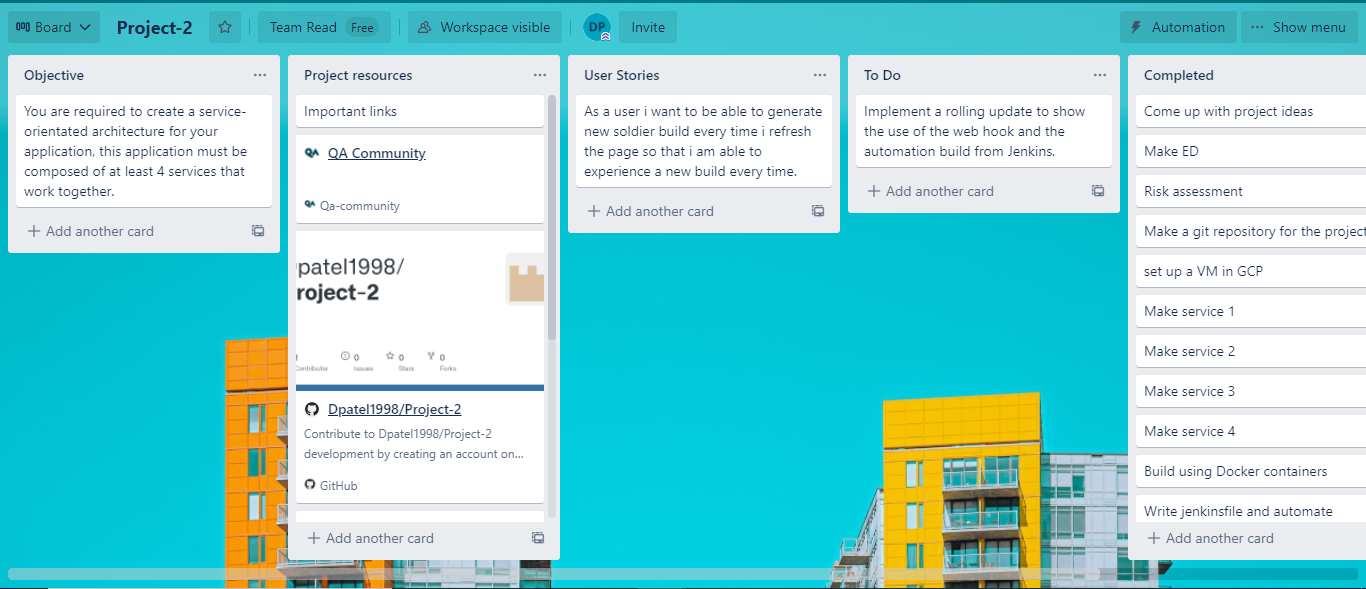 Board
Project-2
Team Read Free
Workspace visible
DP
Invite
Automation
Show menu
Objective
You are required to create a service-
orientated architecture for your
application, this application must be
composed of at least 4 services that
work together.
Add another card
Project resources
Important links
QA Community
Qa-community
patel1998/
roject-2
0
Issues
0
Stars
0
Forks
Dpatel1998/Project-2
Contribute to Dpatel1998/Project-2
development by creating an account on...
GitHub
Add another card
User Stories
As a user i want to be able to generate
new soldier build every time i refresh
the page so that i am able to
experience a new build every time.
Add another card
To Do
Implement a rolling update to show
the use of the web hook and the
automation build from Jenkins.
Add another card
Completed
Come up with project ideas
Make ED
Risk assessment
Make a git repository for the project
set up a VM in GCP
Make service 1
Make service 2
Make service 3
Make service 4
Build using Docker containers
Write jenkinsfile and automate
Add another card